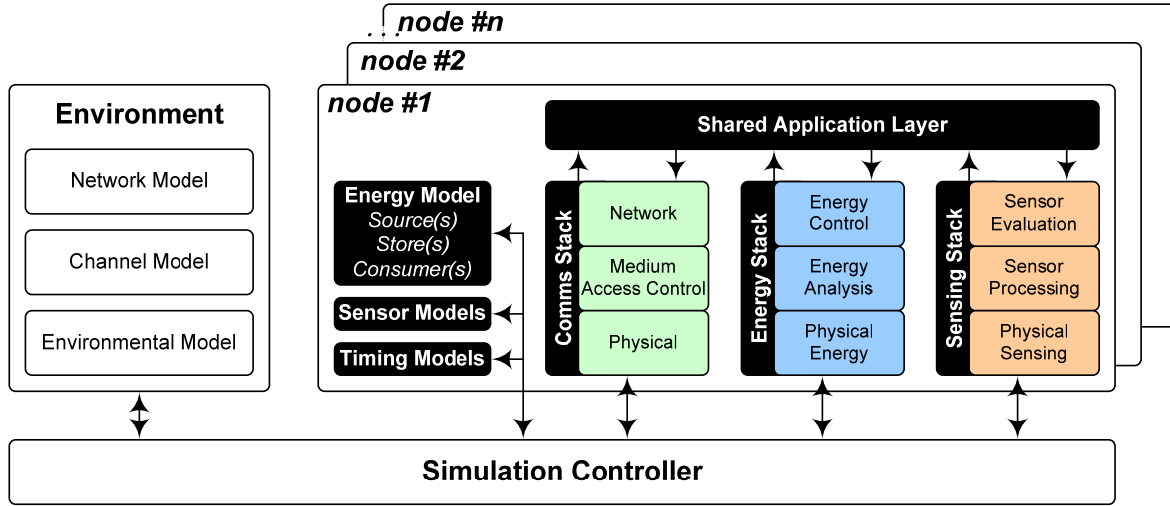 node #n
. . .
node #2
node #1
Environment
Network Model
Channel Model
Environmental Model
Shared Application Layer
Energy Model
Source(s)
Store(s)
Consumer(s)
Sensor Models
Timing Models
Comms Stack
Network
Medium
Access Control
Physical
Energy Stack
Energy
Control
Energy
Analysis
Physical
Energy
Sensing Stack
Sensor
Evaluation
Sensor
Processing
Physical
Sensing
Simulation Controller